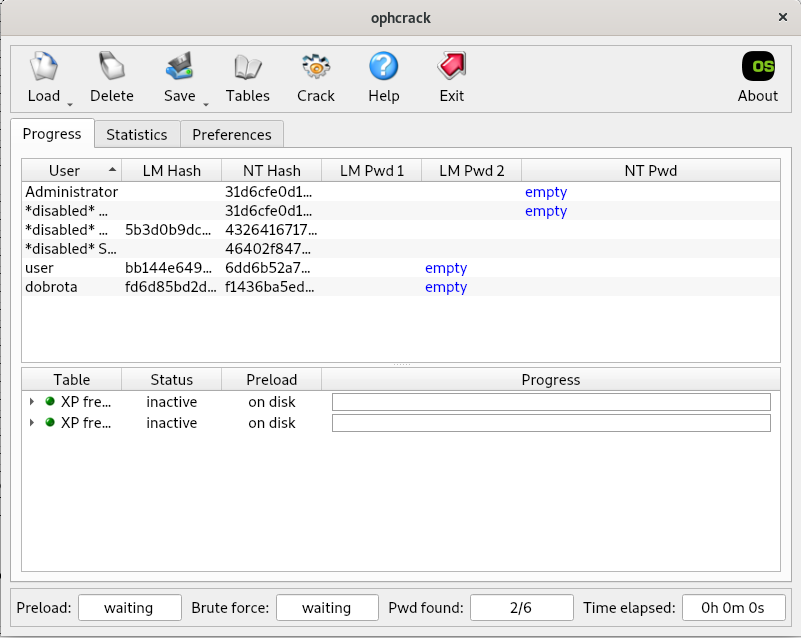 ophcrack
Load Delete Save Tables Crack Help Exit OS About
Progress Statistics Preferences
User LM Hash NT Hash LM Pwd 1 LM Pwd 2 NT Pwd
Administrator 31d6cfe0d1... empty
*disabled* ... 31d6cfe0d1... empty
*disabled* ... 5b3d0b9dc... 4326416717...
*disabled* S... 46402f847...
user bb144e649... 6dd6b52a7... empty
dobrota fd6d85bd2d... f1436ba5ed... empty
Table Status Preload Progress
XP fre... inactive on disk
XP fre... inactive on disk
Preload: waiting Brute force: waiting Pwd found: 2/6 Time elapsed: 0h 0m 0s